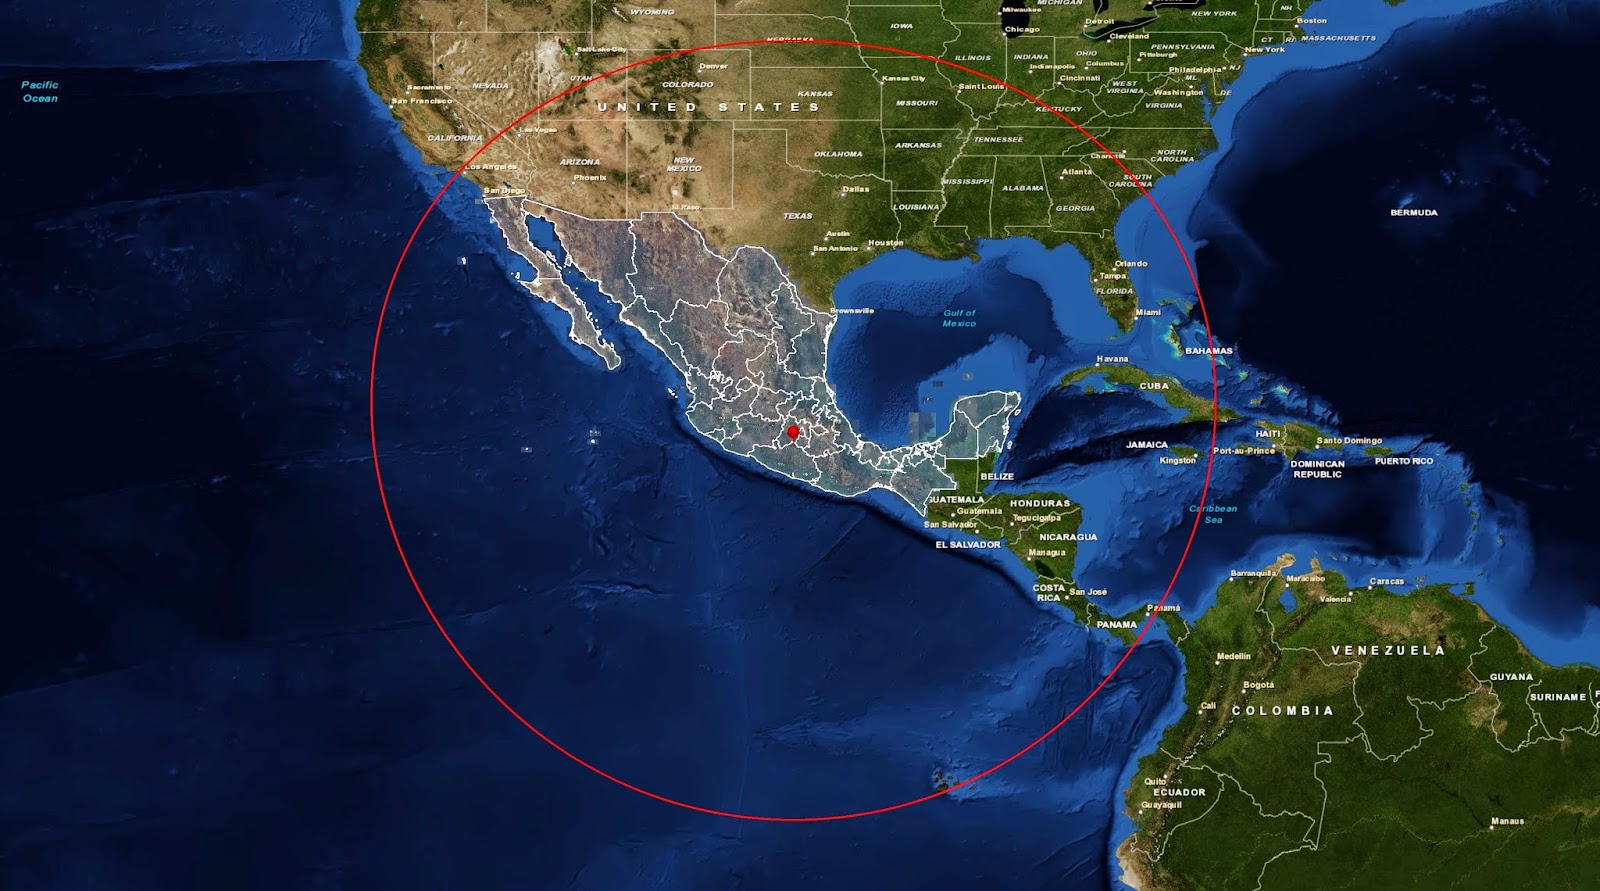 MICHIGAN
WYOMING
Milwaukee
NEW YORK
NH
Boston
Detroit
IOWA
Chicago
Cleveland
CT
RI
MASSACHUSETTS
NEBRASKA
Salt Lake City
PENNSYLVANIA
New York
ILLINOIS
INDIANA
OHIO
Pittsburgh
Denver
Indianapolis
Columbus
Philadelphia
NJ
Pacific
Ocean
Sacramento
NEVADA
UTAH
COLORADO
Kansas City
Cincinnati
ML
WEST
VIRGINIA
Saint Louis
Washington
DE
San Francisco
KANSAS
MISSOURI
KENTUCKY
VIRGINIA
UNITED STATES
Las Vegas
CALIFORNIA
TENNESSEE
ARKANSAS
OKLAHOMA
Charlotte
NORTH
CAROLINA
ARIZONA
NEW
MEXICO
Los Angeles
Atlanta
Phoenix
MISSISSIPPI
ALABAMA
SOUTH
CAROLINA
San Diego
Dallas
LOUISIANA
GEORGIA
El Paso
TEXAS
BERMUDA
Austin
San Antonio
Houston
Orlando
Tampa
FLORIDA
Brownsville
Gulf of
Mexico
Miami
BAHAMAS
Havana
CUBA
HAITI
Santo Domingo
JAMAICA
Port-au-Prince
Kingston
DOMINICAN
REPUBLIC
PUERTO RICO
BELIZE
GUATEMALA
HONDURAS
Guatemala
Tegucigalpa
Caribbean
Sea
San Salvador
EL SALVADOR
NICARAGUA
Managua
Barranquilla
Maracaibo
Caracas
COSTA
RICA
San José
Valencia
Panamá
PANAMA
VENEZUELA
Medellín
GUYANA
Bogotá
SURINAME
Cali
COLOMBIA
Quito
ECUADOR
Guayaquil
Manaus